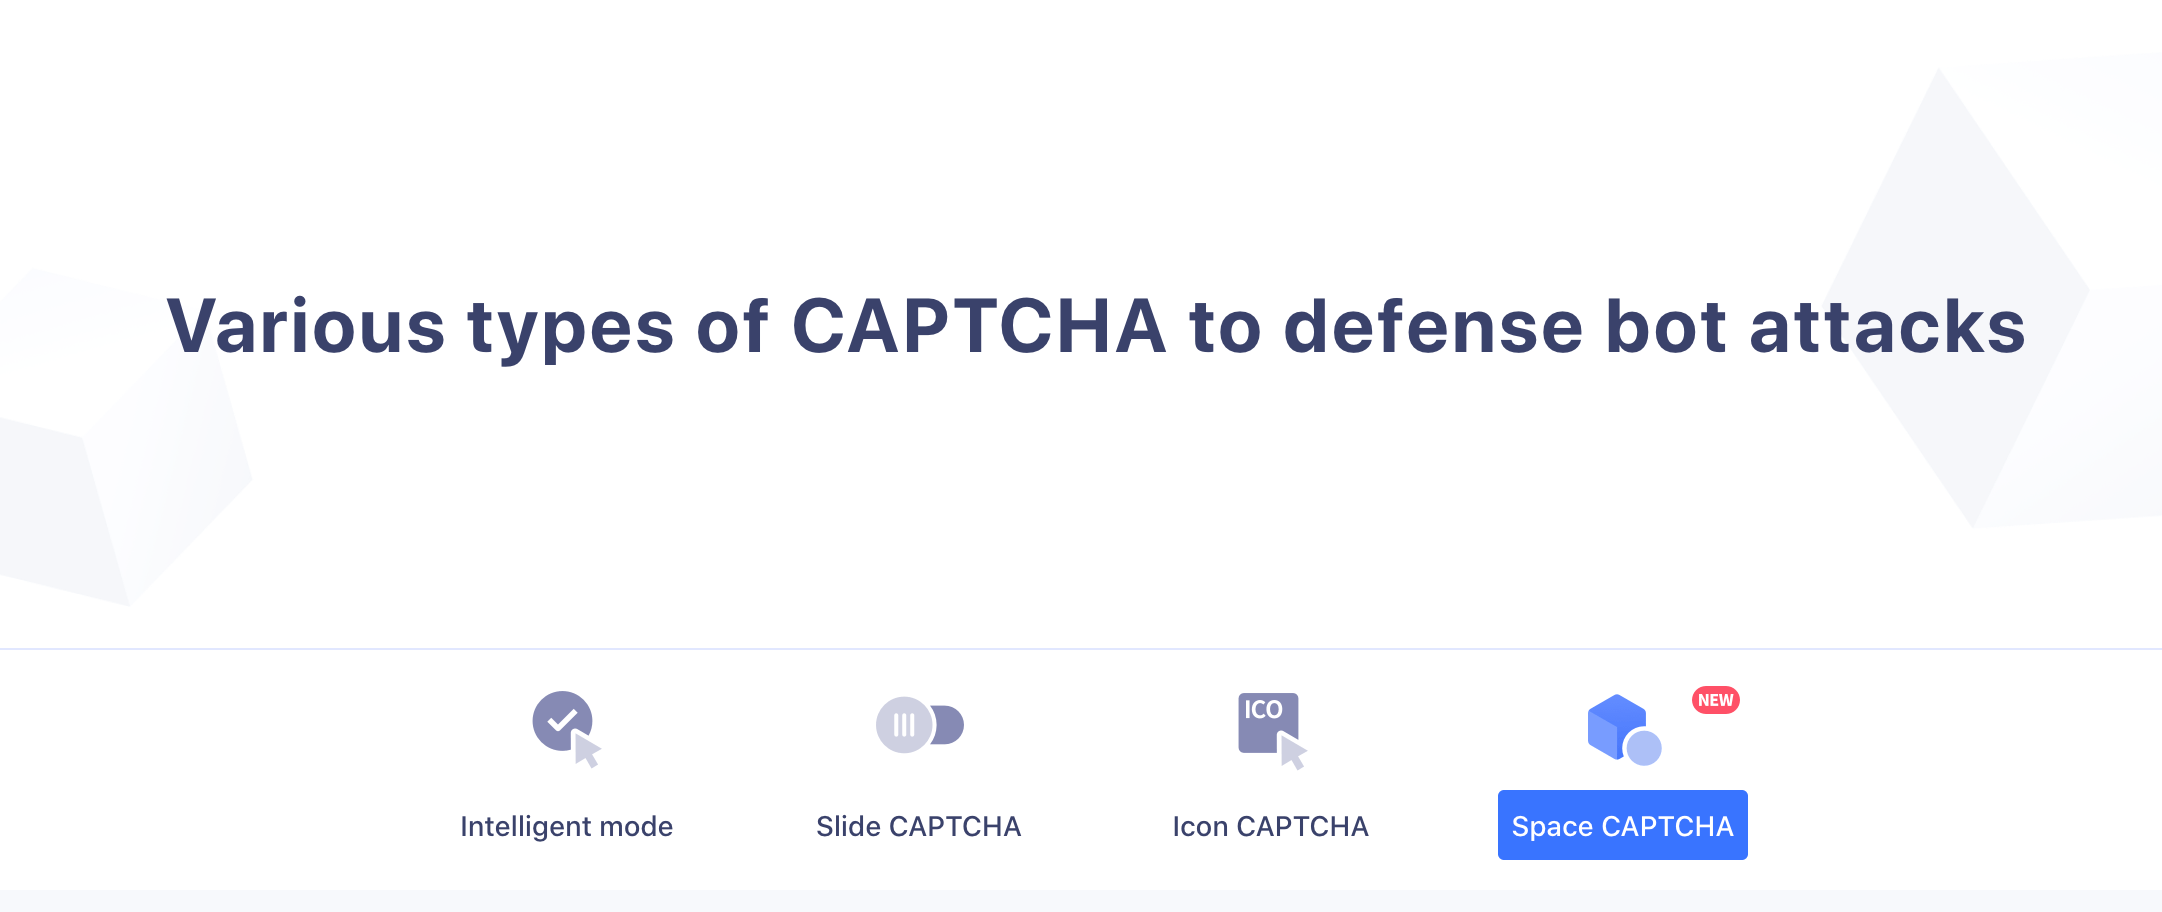 Various types of CAPTCHA to defense bot attacks
ICO
NEW
Intelligent mode
Slide CAPTCHA
Icon CAPTCHA
Space CAPTCHA